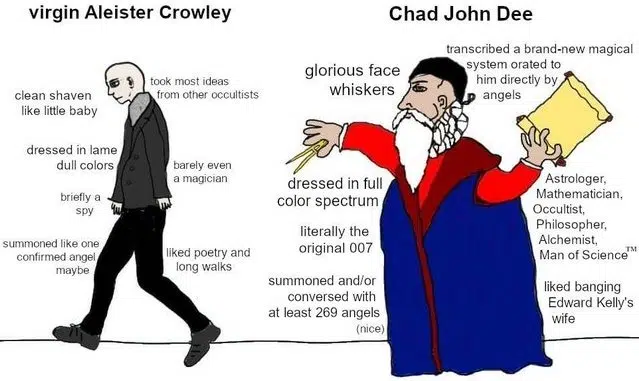 virgin Aleister Crowley
took most ideas
from other occultists
clean shaven
like little baby
dressed in lame
dull colors
barely even
a magician
briefly a
spy
summoned like one
confirmed angel
maybe
liked poetry and
long walks
Chad John Dee
transcribed a brand-new magical
system orated to
him directly by
angels
glorious face
whiskers
dressed in full
color spectrum
Astrologer,
Mathematician,
Occultist,
Philosopher,
Alchemist,
Man of Science™
literally the
original 007
summoned and/or
conversed with
at least 269 angels
(nice)
liked banging
Edward Kelly's
wife